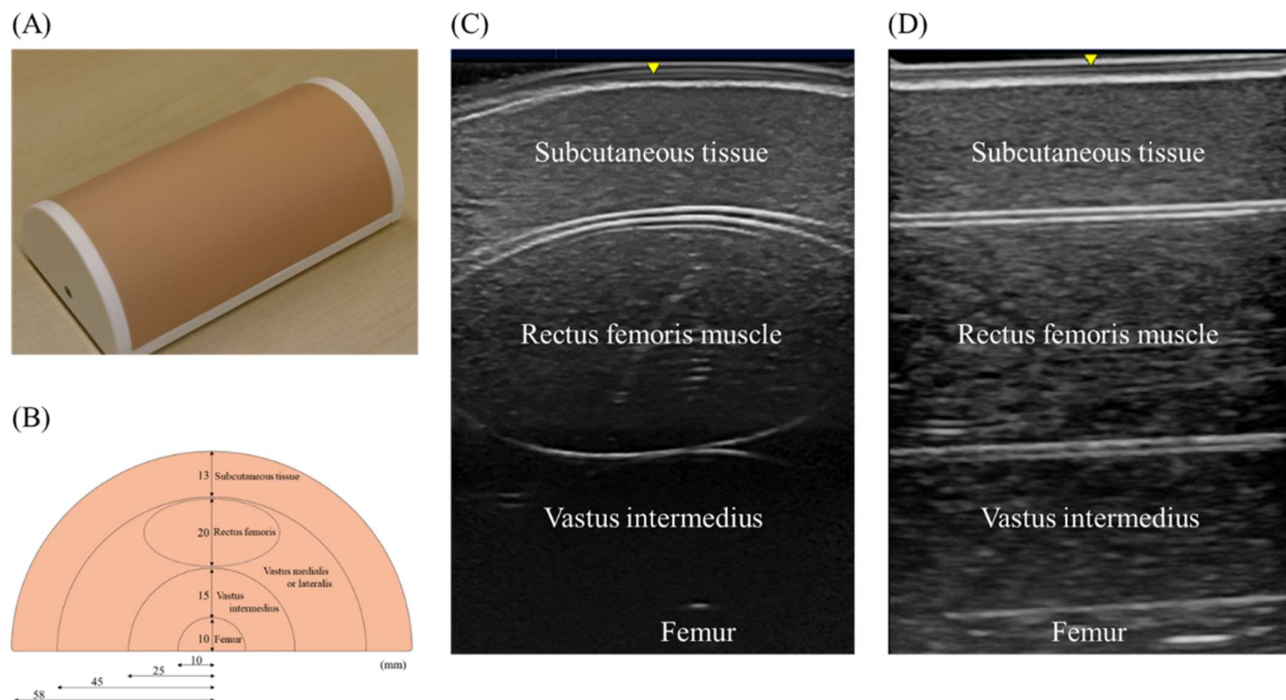 (A)
(B)
13 Subcutaneous tissue
20 Rectus femoris
Vastus medialis
or lateralis
15 Vastus
intermedius
10 Femur
(mm)
10
25
45
58
(C)
Subcutaneous tissue
Rectus femoris muscle
Vastus intermedius
Femur
(D)
Subcutaneous tissue
Rectus femoris muscle
Vastus intermedius
Femur